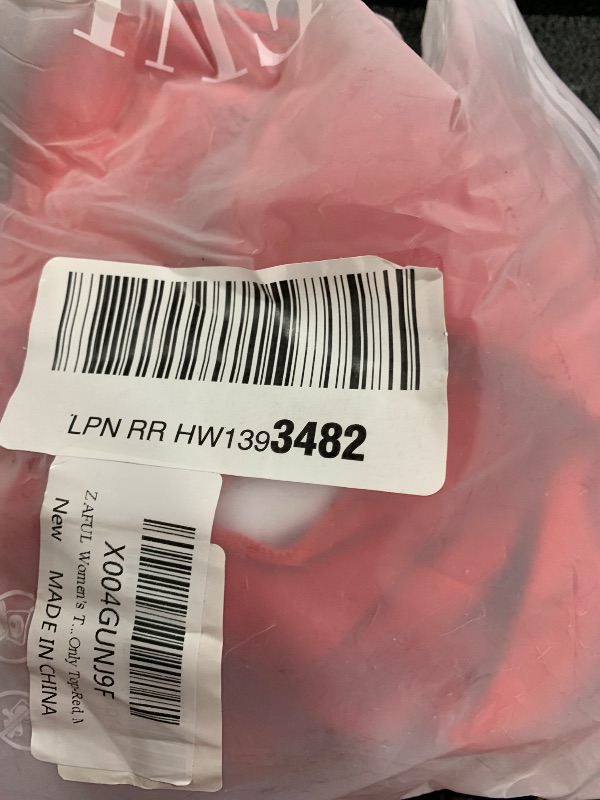 LPN RR HW1393482
X004GUNJ9F
ZAFUL Women's T...Only Top-Red, M
New MADE IN CHINA